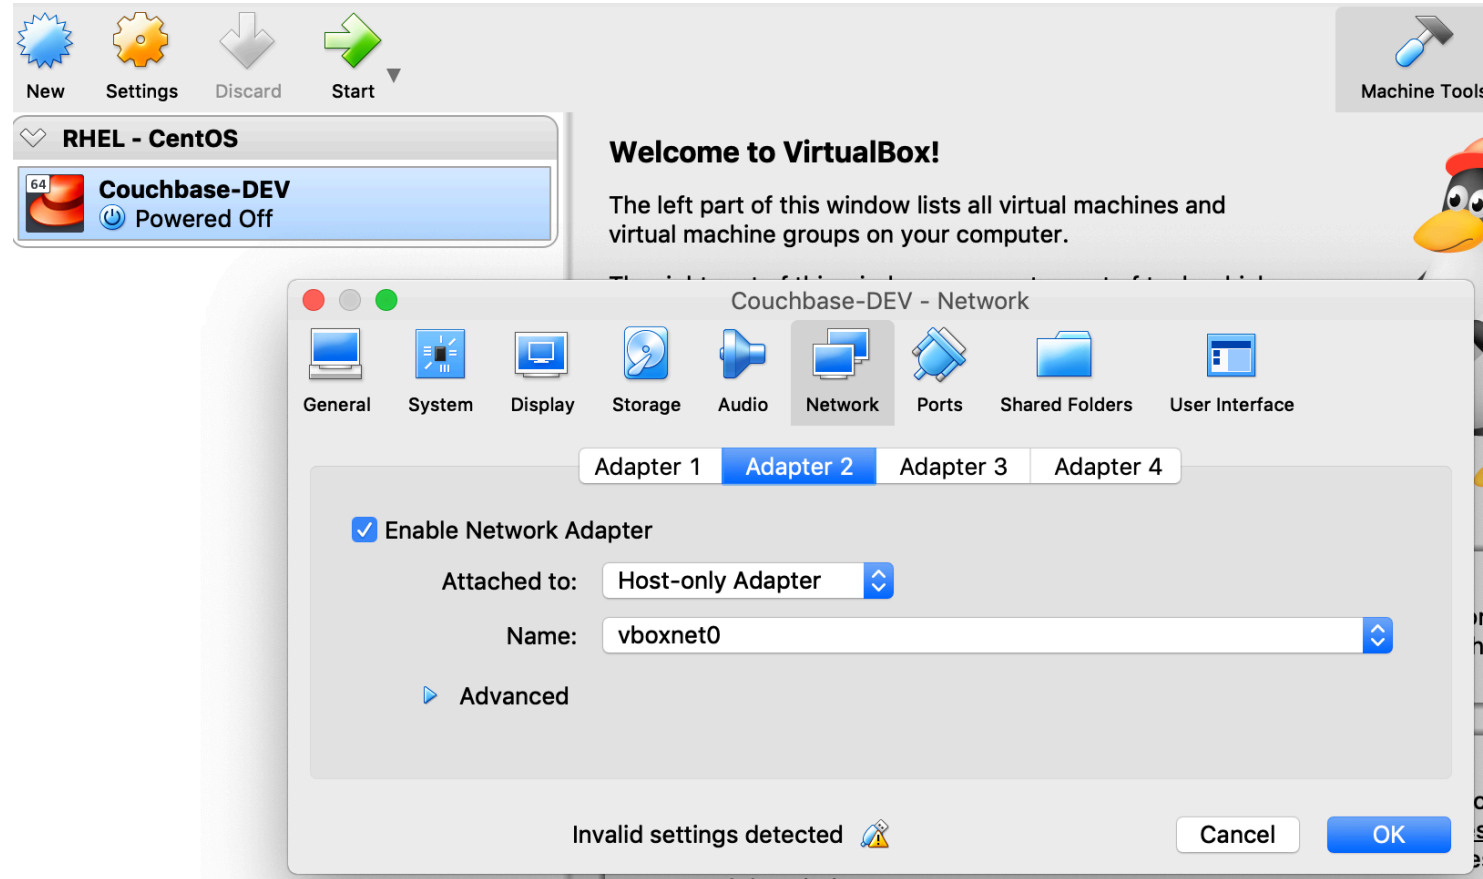 New Settings Discard Start
Machine Tools
RHEL - CentOS
64
Couchbase-DEV
Powered Off
Welcome to VirtualBox!
The left part of this window lists all virtual machines and
virtual machine groups on your computer.
Couchbase-DEV - Network
General System Display Storage Audio Network Ports Shared Folders User Interface
Adapter 1 Adapter 2 Adapter 3 Adapter 4
Enable Network Adapter
Attached to: Host-only Adapter
Name: vboxnet0
Advanced
Invalid settings detected
Cancel OK